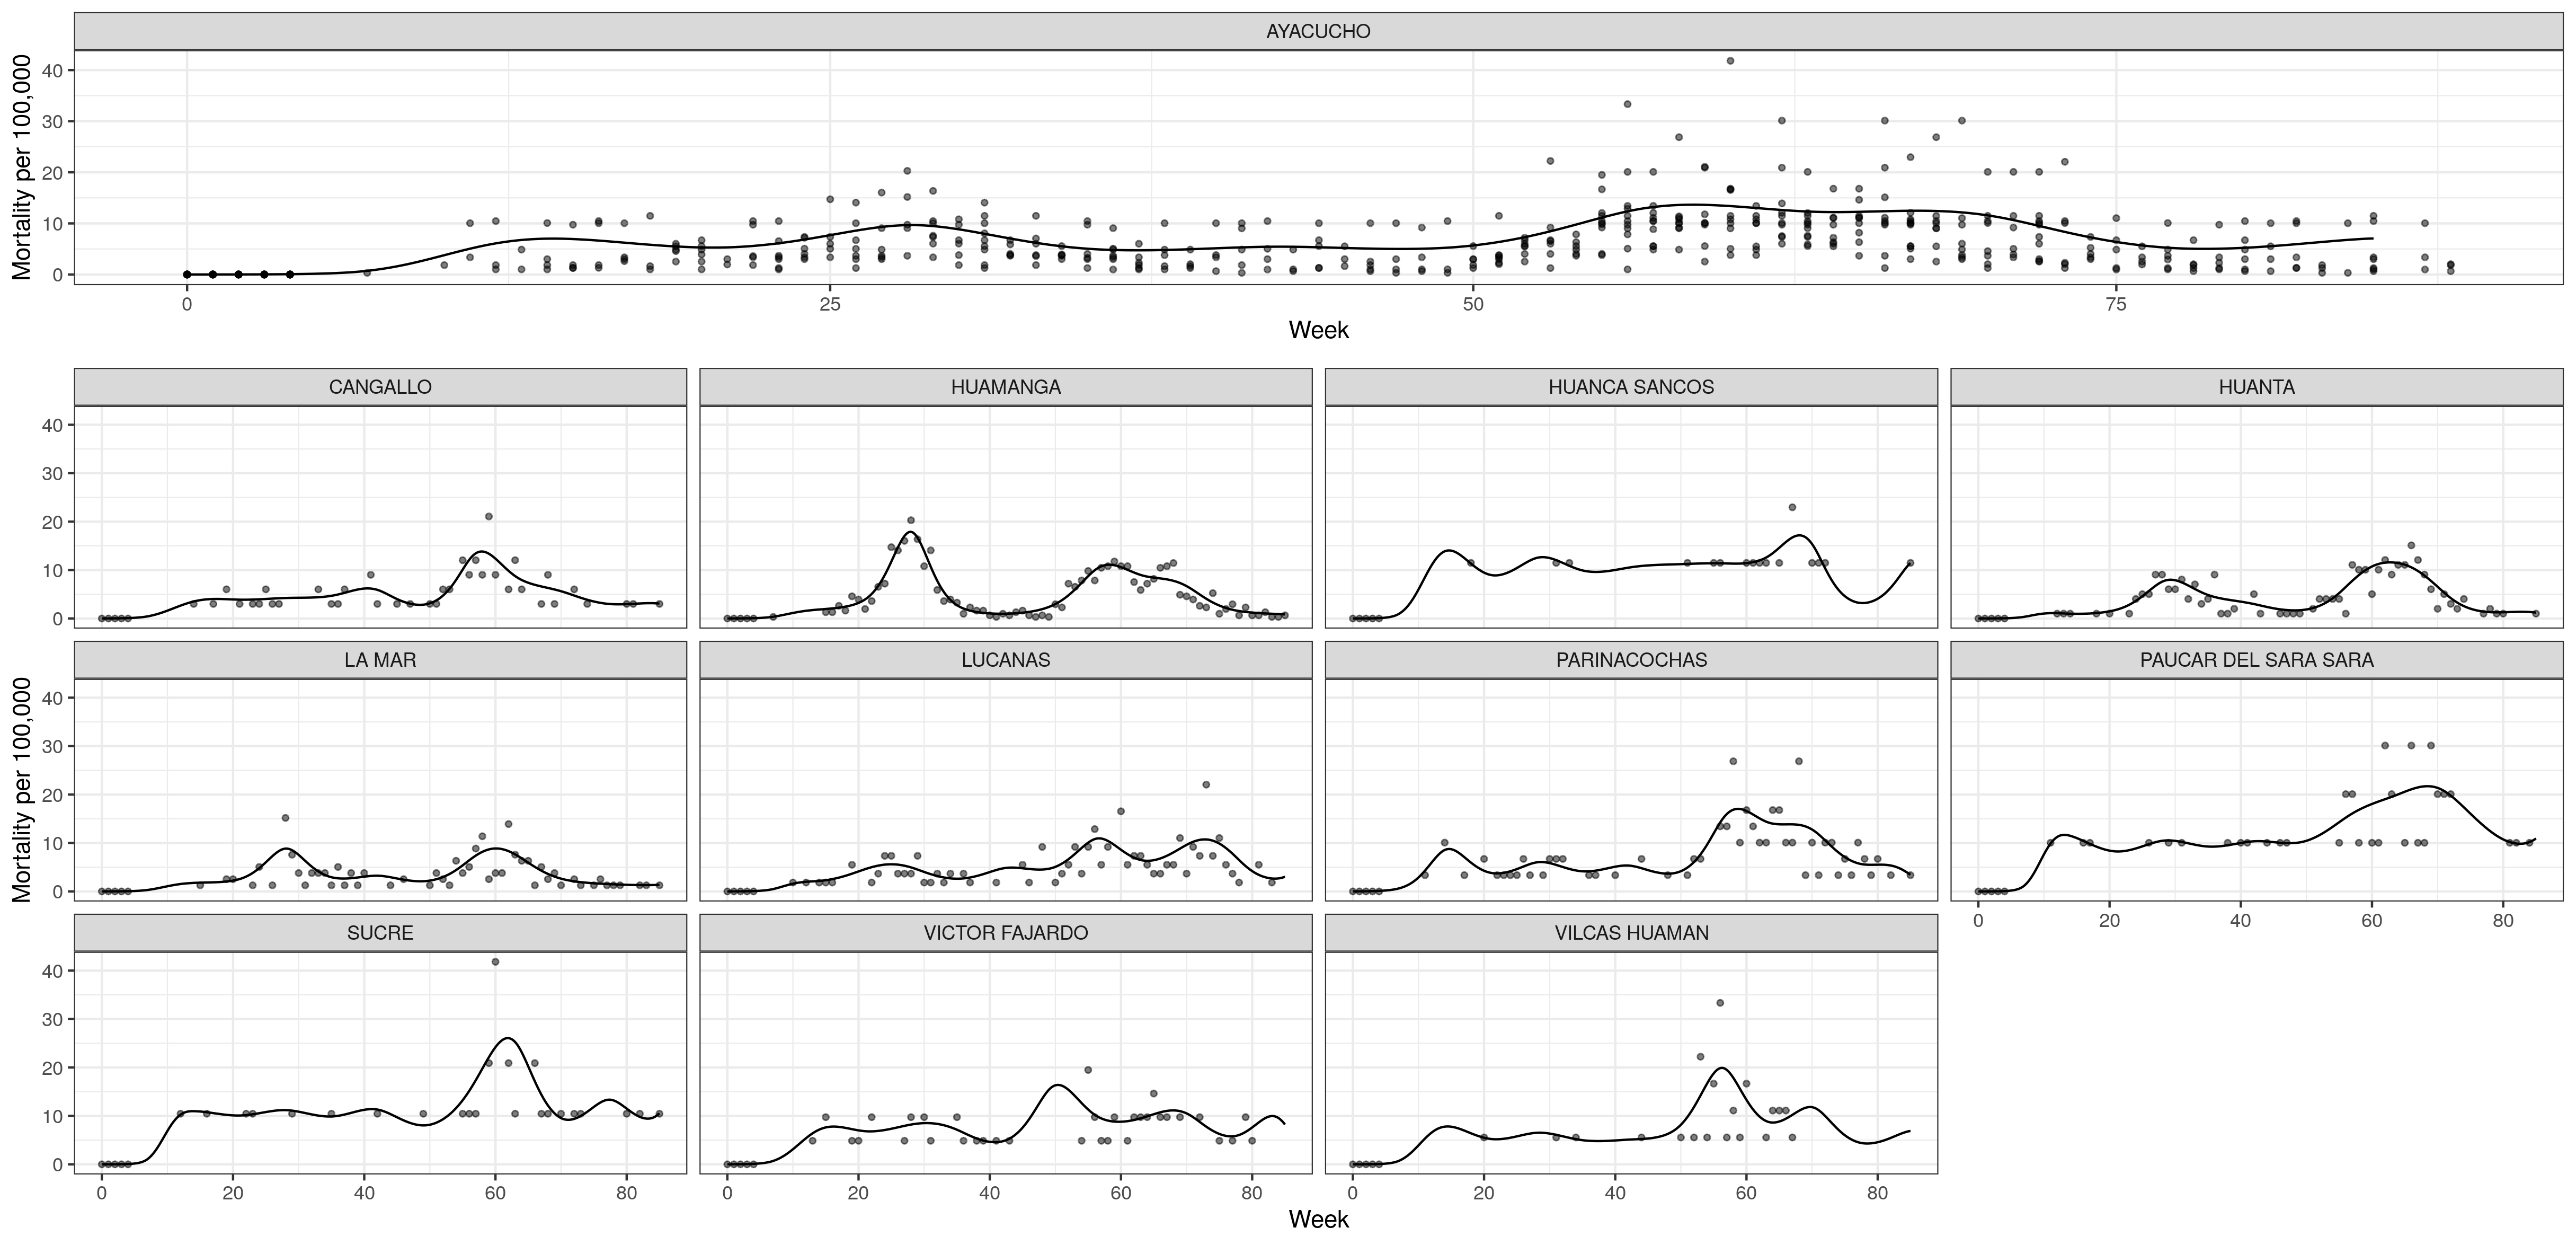 AYACUCHO
Mortality per 100,000
40
30
20
10
0
0 25 50 75
Week
CANGALLO HUAMANGA HUANCA SANCOS HUANTA
40
30
20
10
0
LA MAR LUCANAS PARINACOCHAS PAUCAR DEL SARA SARA
Mortality per 100,000
40
30
20
10
0
0 20 40 60 80
SUCRE VICTOR FAJARDO VILCAS HUAMAN
40
30
20
10
0
0 20 40 60 80 0 20 40 60 80 0 20 40 60 80
Week